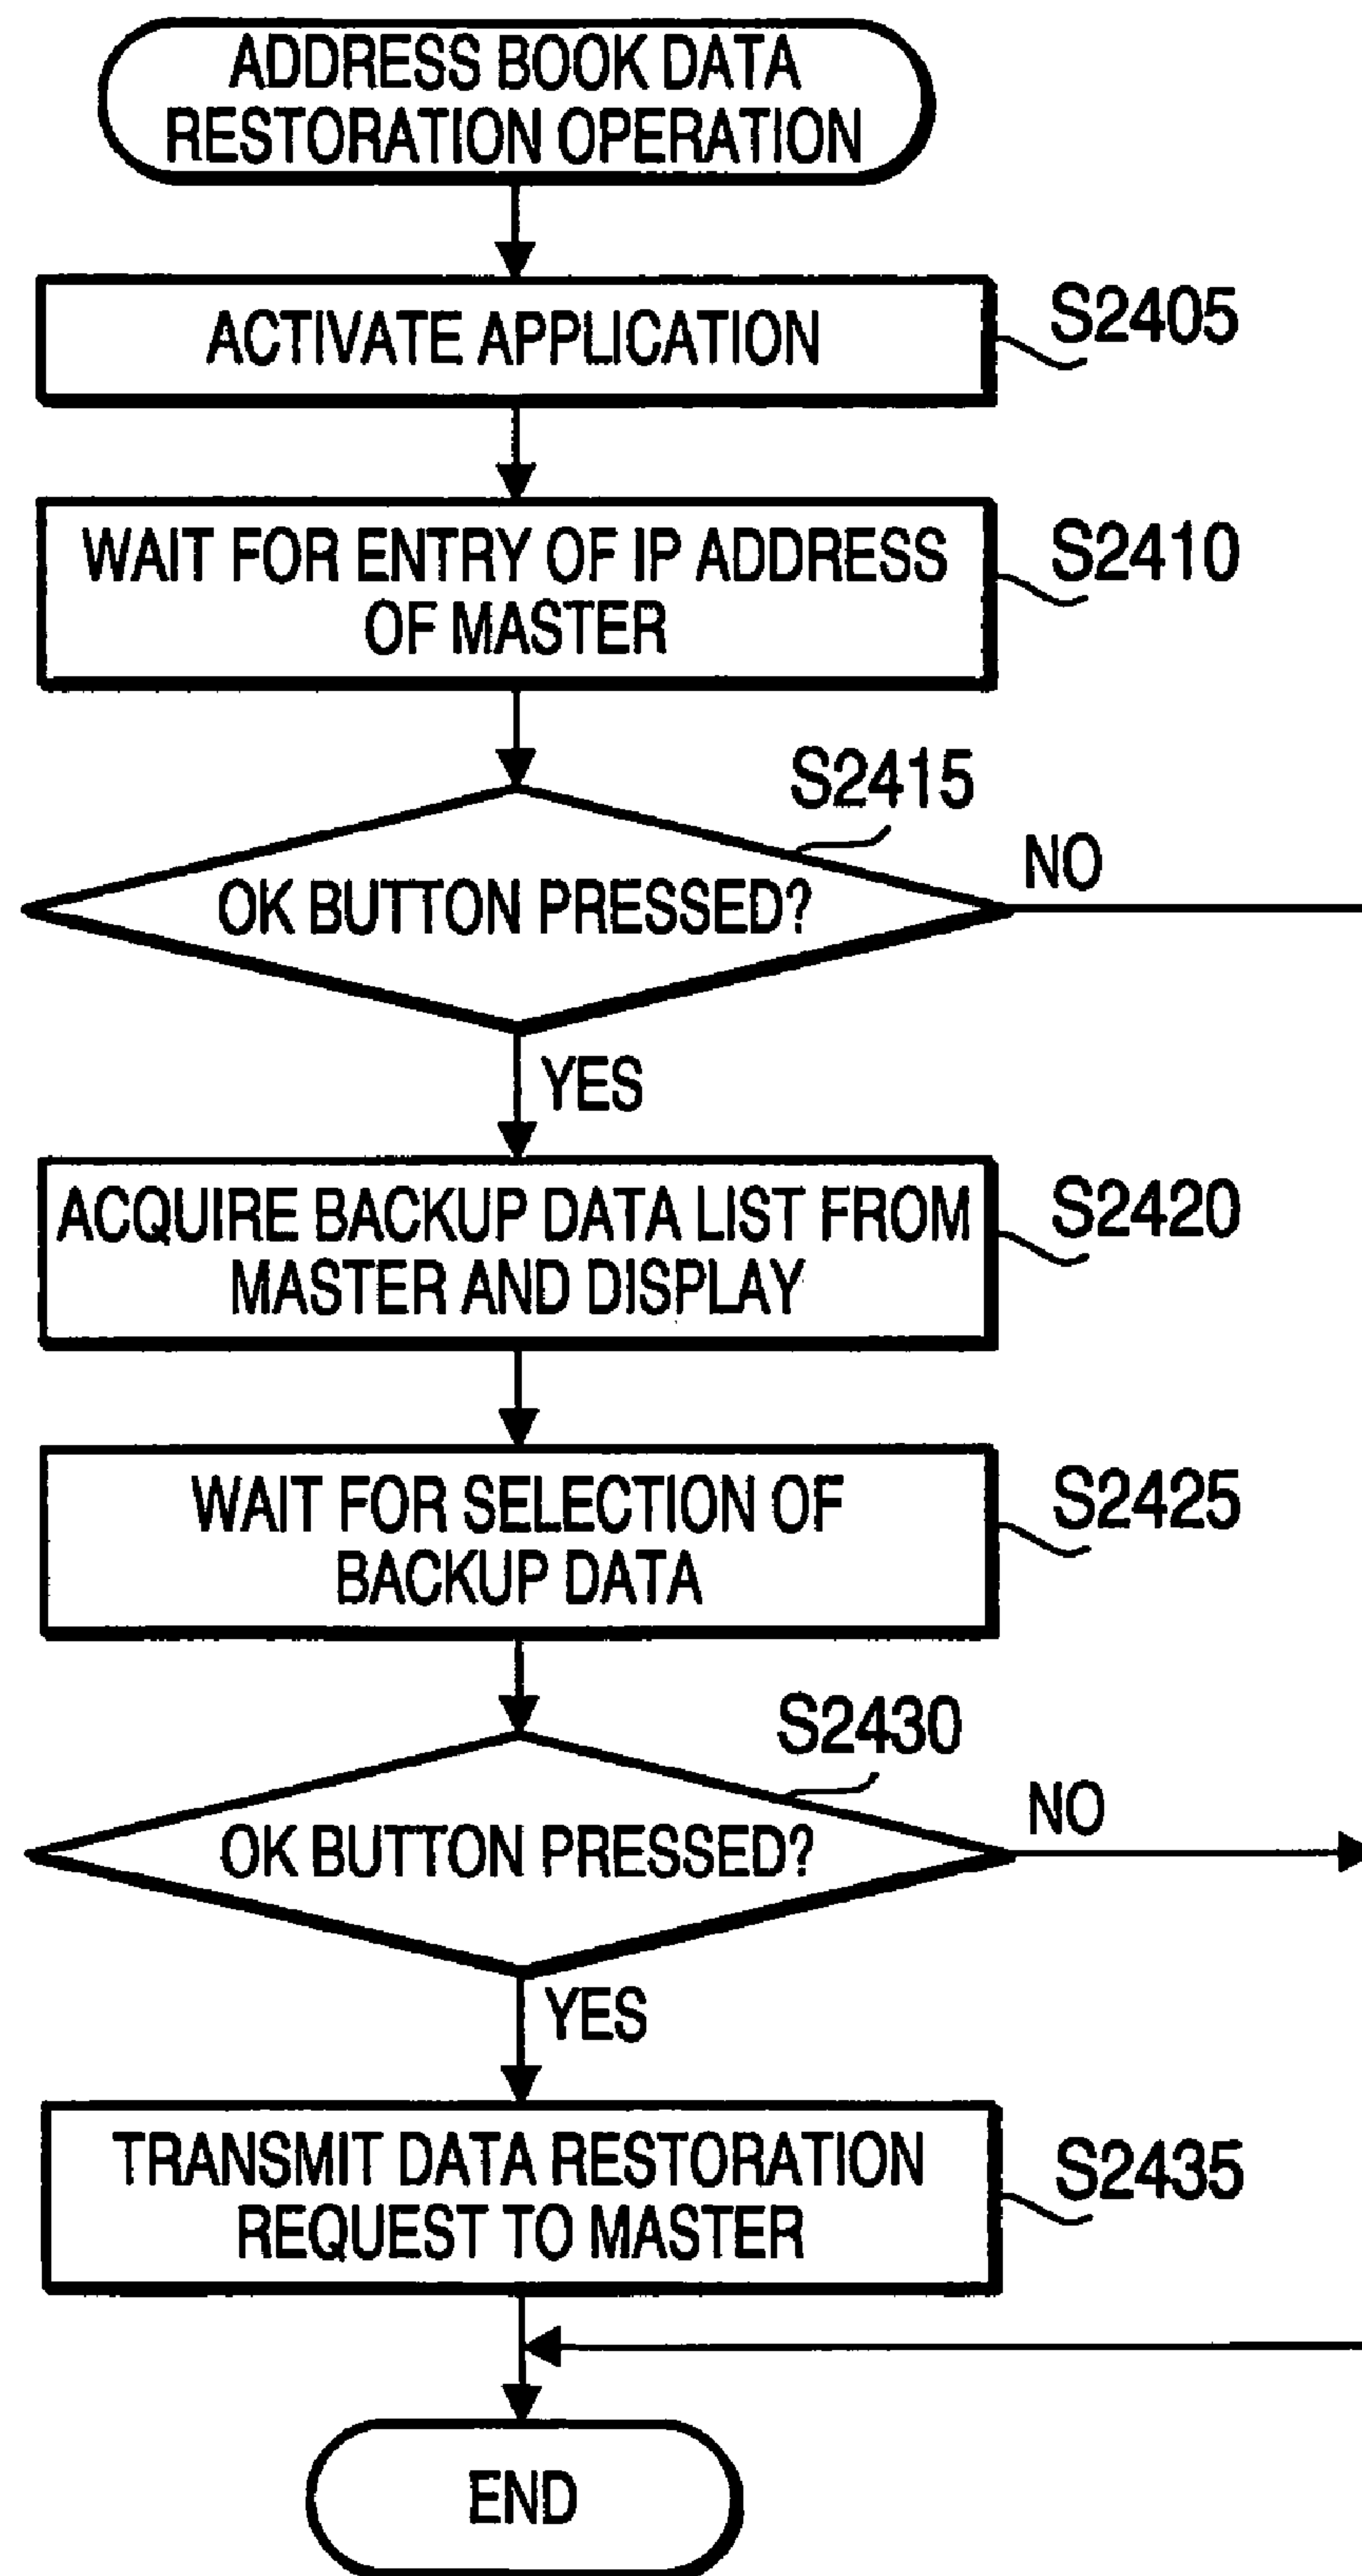 ADDRESS BOOK DATA
RESTORATION OPERATION
ACTIVATE APPLICATION
S2405
WAIT FOR ENTRY OF IP ADDRESS
OF MASTER
S2410
S2415
OK BUTTON PRESSED?
NO
YES
ACQUIRE BACKUP DATA LIST FROM
MASTER AND DISPLAY
S2420
WAIT FOR SELECTION OF
BACKUP DATA
S2425
S2430
OK BUTTON PRESSED?
NO
YES
TRANSMIT DATA RESTORATION
REQUEST TO MASTER
S2435
END